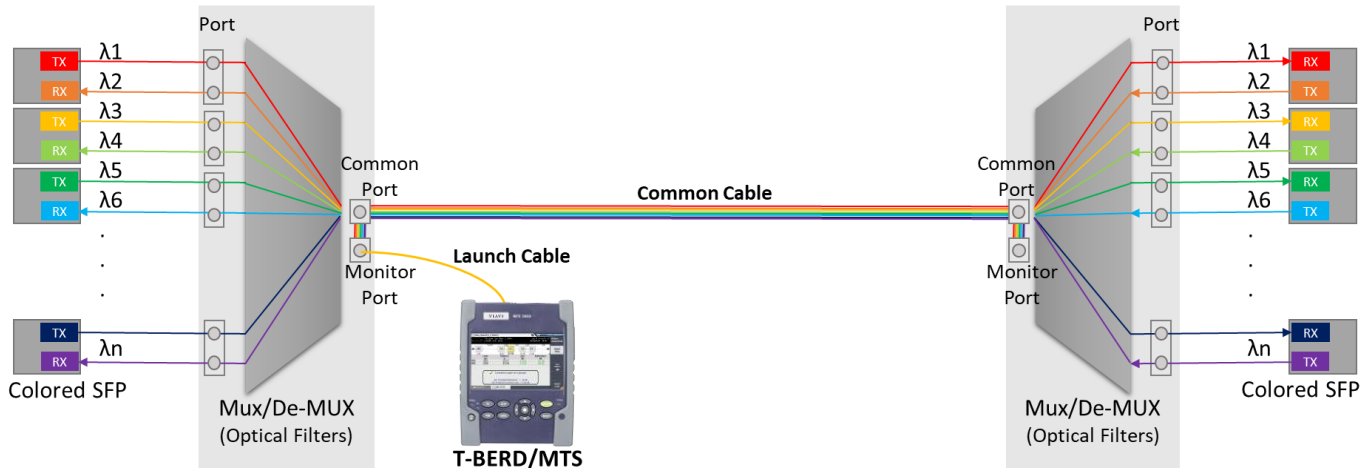 Port
TX
λ1
RX
λ2
TX
λ3
RX
λ4
TX
λ5
RX
λ6
.
.
.
TX
RX
λn
Colored SFP
Mux/De-MUX
(Optical Filters)
Common
Port
Monitor
Port
Common Cable
Launch Cable
VIAVI
T-BERD/MTS
Common
Port
Monitor
Port
Port
λ1
RX
λ2
TX
λ3
RX
λ4
TX
λ5
RX
λ6
TX
.
.
.
RX
λn
TX
Colored SFP
Mux/De-MUX
(Optical Filters)